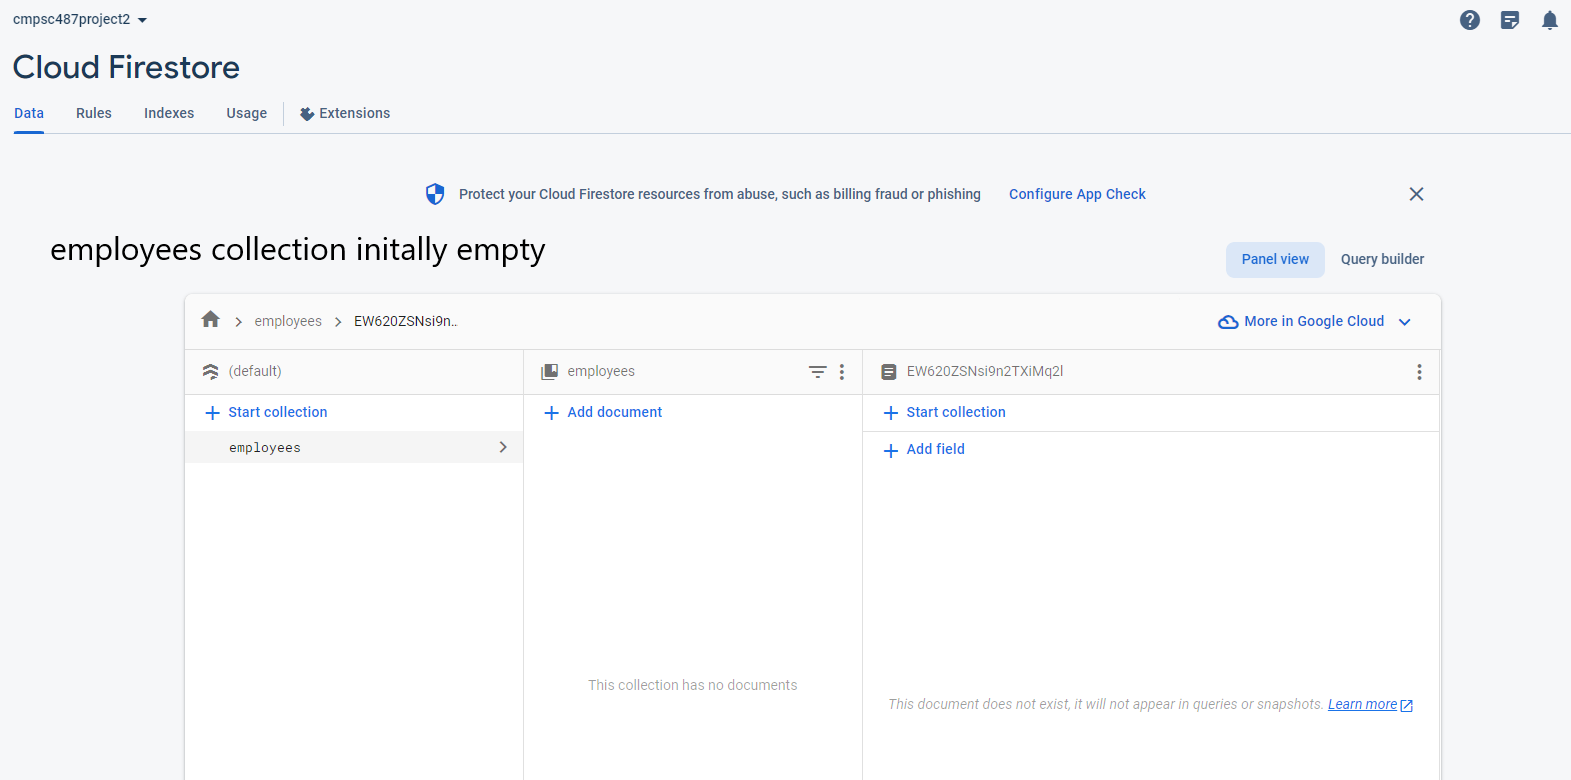 cmpsc487project2
Cloud Firestore
Data Rules Indexes Usage Extensions
Protect your Cloud Firestore resources from abuse, such as billing fraud or phishing Configure App Check
employees collection initally empty
Panel view Query builder
employees EW620ZSNsi9n..
More in Google Cloud
(default) employees EW620ZSNsi9n2TXiMq2l
Start collection Add document Start collection
employees
Add field
This collection has no documents
This document does not exist, it will not appear in queries or snapshots. Learn more